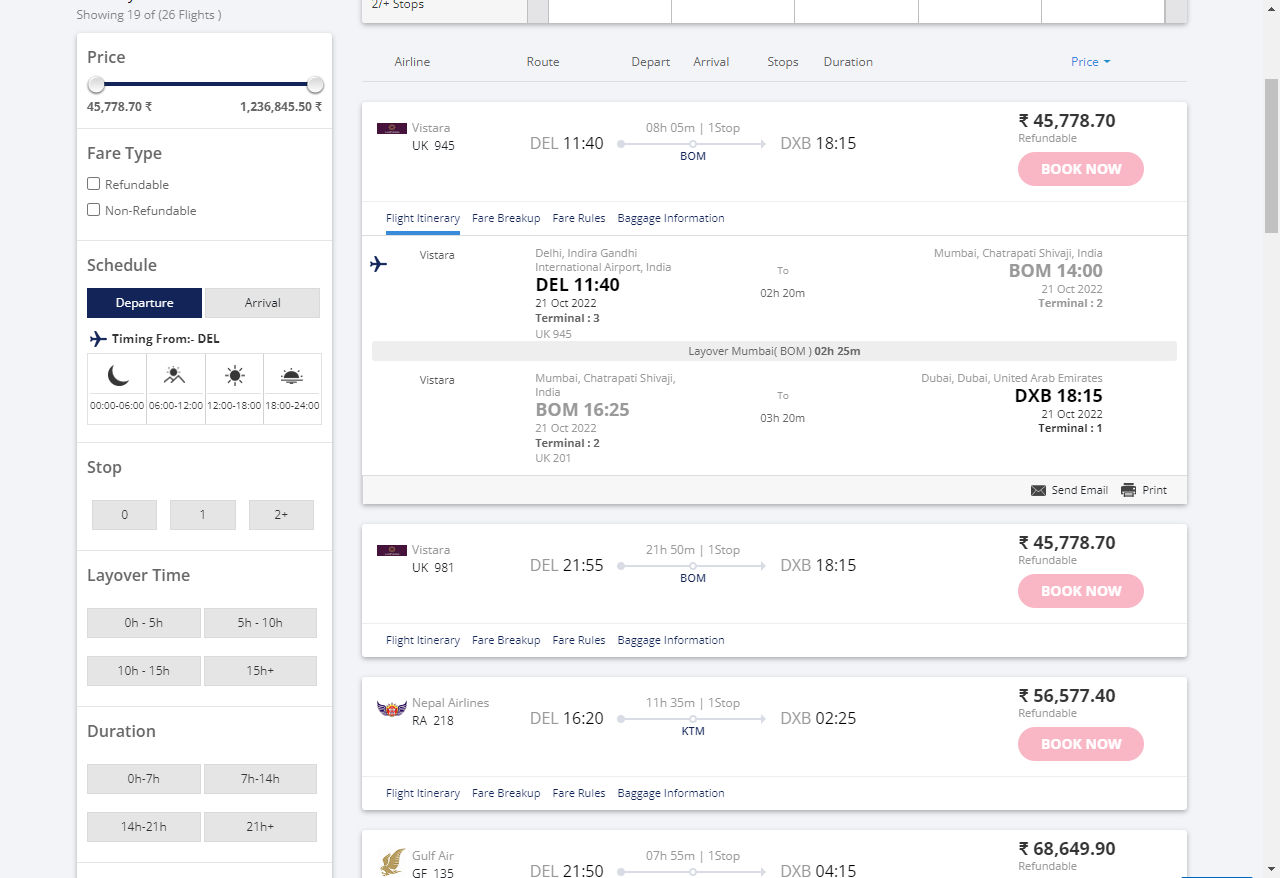 2/+ Stops
Showing 19 of (26 Flights )
Price
45,778.70 ₹ 1,236,845.50 ₹
Fare Type
Refundable
Non-Refundable
Schedule
Departure Arrival
Timing From:- DEL
00:00-06:00 06:00-12:00 12:00-18:00 18:00-24:00
Stop
0 1 2+
Layover Time
0h - 5h 5h - 10h
10h - 15h 15h+
Duration
0h-7h 7h-14h
14h-21h 21h+
Airline Route Depart Arrival Stops Duration Price
Vistara
UK 945
DEL 11:40
08h 05m | 1Stop
BOM
DXB 18:15
₹ 45,778.70
Refundable
BOOK NOW
Flight Itinerary Fare Breakup Fare Rules Baggage Information
Vistara
Delhi, Indira Gandhi
International Airport, India
DEL 11:40
21 Oct 2022
Terminal : 3
UK 945
To
02h 20m
Mumbai, Chatrapati Shivaji, India
BOM 14:00
21 Oct 2022
Terminal : 2
Layover Mumbai( BOM ) 02h 25m
Vistara
Mumbai, Chatrapati Shivaji,
India
BOM 16:25
21 Oct 2022
Terminal : 2
UK 201
To
03h 20m
Dubai, Dubai, United Arab Emirates
DXB 18:15
21 Oct 2022
Terminal : 1
Send Email Print
Vistara
UK 981
DEL 21:55
21h 50m | 1Stop
BOM
DXB 18:15
₹ 45,778.70
Refundable
BOOK NOW
Flight Itinerary Fare Breakup Fare Rules Baggage Information
Nepal Airlines
RA 218
DEL 16:20
11h 35m | 1Stop
KTM
DXB 02:25
₹ 56,577.40
Refundable
BOOK NOW
Flight Itinerary Fare Breakup Fare Rules Baggage Information
Gulf Air
GF 135
DEL 21:50
07h 55m | 1Stop
DXB 04:15
₹ 68,649.90
Refundable